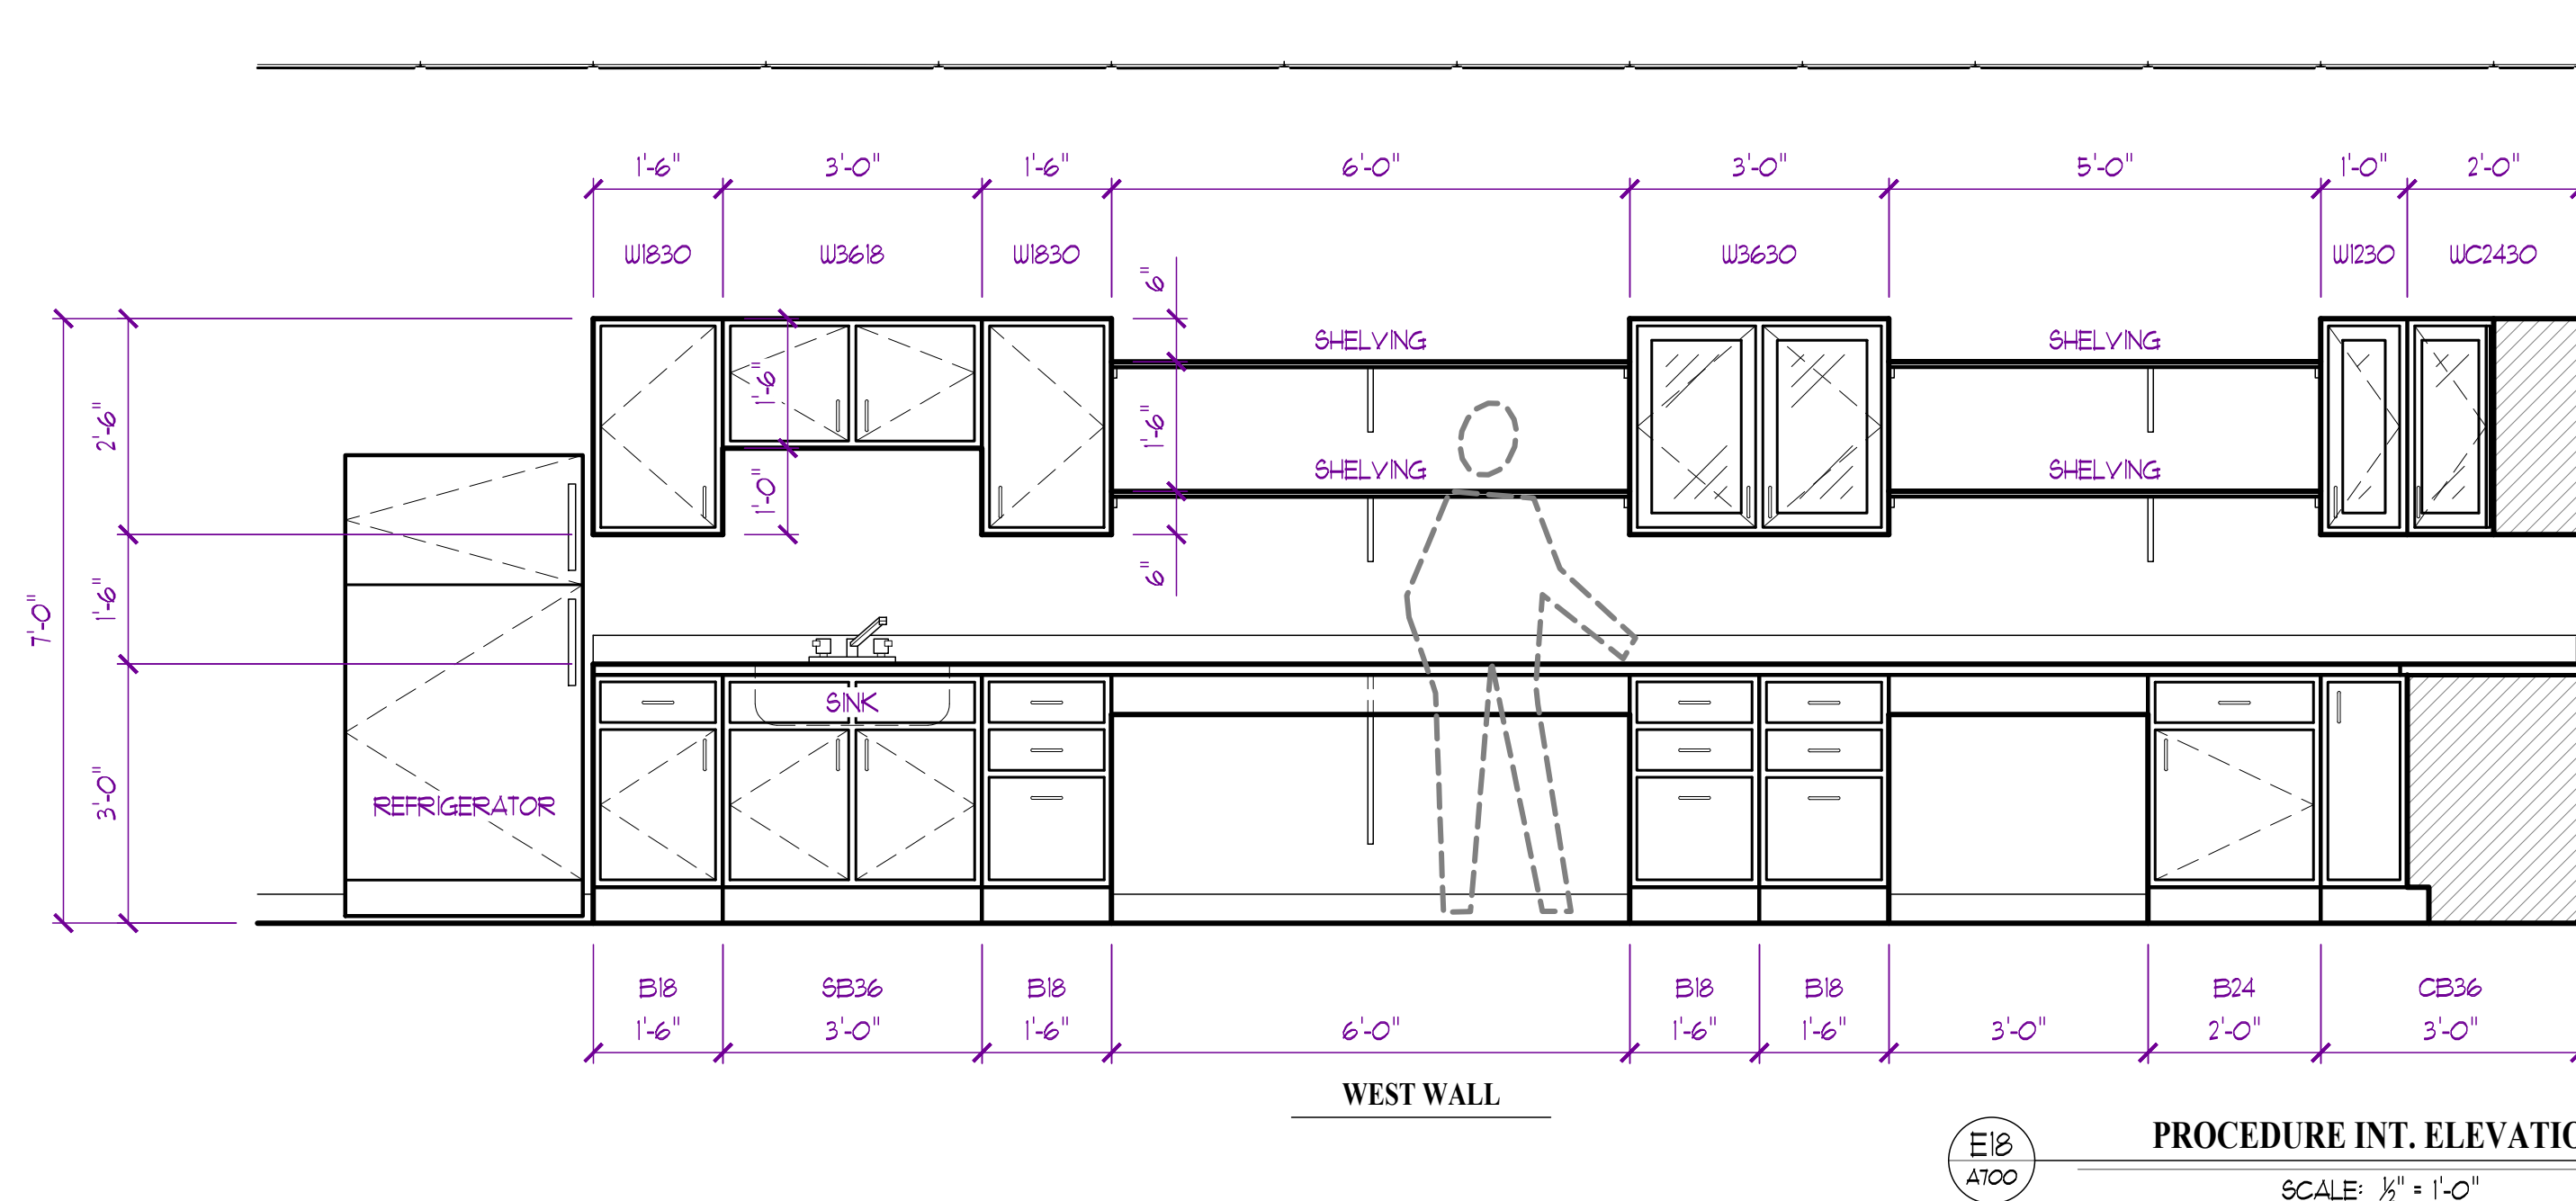 1'-6" 3'-0" 1'-6" 6'-0" 3'-0" 5'-0" 1'-0" 2'-0"
W1830 W3618 W1830 W3630 W1230 WC2430
6"
SHELVING SHELVING
1'-6"
2'-6"
1'-6"
SHELVING SHELVING
1'-0"
6"
1'-6"
7'-0"
SINK
3'-0"
REFRIGERATOR
B18 SB36 B18 B18 B18 B24 CB36
1'-6" 3'-0" 1'-6" 6'-0" 1'-6" 1'-6" 3'-0" 2'-0" 3'-0"
WEST WALL
E18
A700
PROCEDURE INT. ELEVATIO
SCALE: ½" = 1'-0"